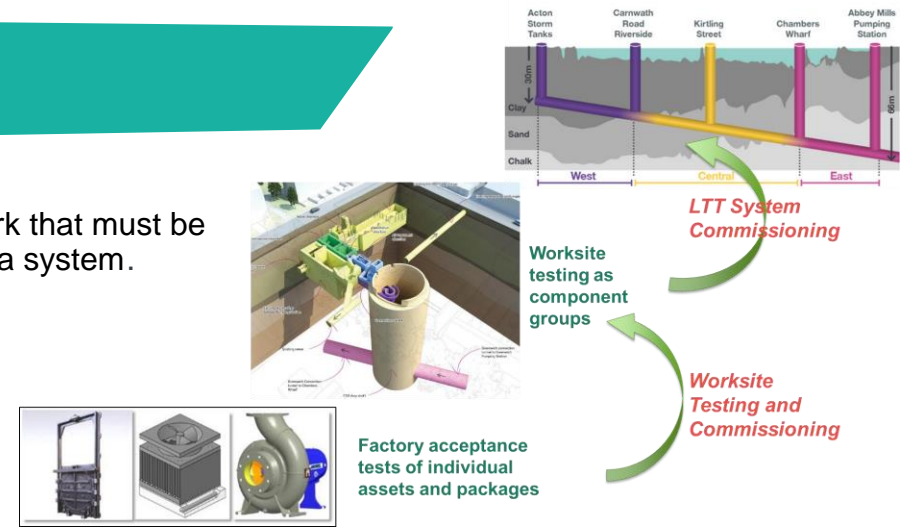 Acton
Storm
Tanks
Carnwath
Road
Riverside
Kirtling
Street
Chambers
Wharf
Abbey Mills
Pumping
Station
30m
66m
Clay
Sand
Chalk
West
Central
East
LTT System
Commissioning
rk that must be
a system.
Worksite
testing as
component
groups
Worksite
Testing and
Commissioning
Factory acceptance
tests of individual
assets and packages